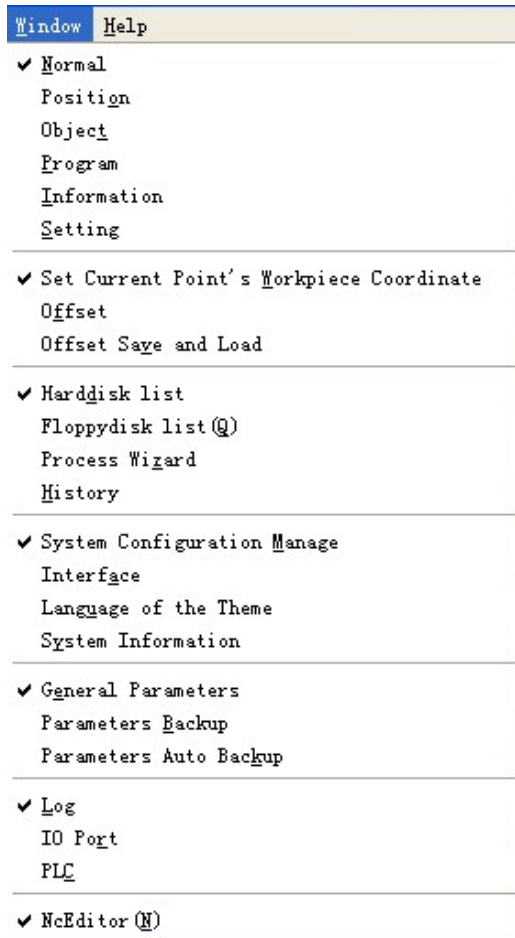 Window Help
Normal
Position
Object
Program
Information
Setting
Set Current Point's Workpiece Coordinate
Offset
Offset Save and Load
Harddisk list
Floppydisk list(Q)
Process Wizard
History
System Configuration Manage
Interface
Language of the Theme
System Information
General Parameters
Parameters Backup
Parameters Auto Backup
Log
IO Port
PLC
NcEditor(N)